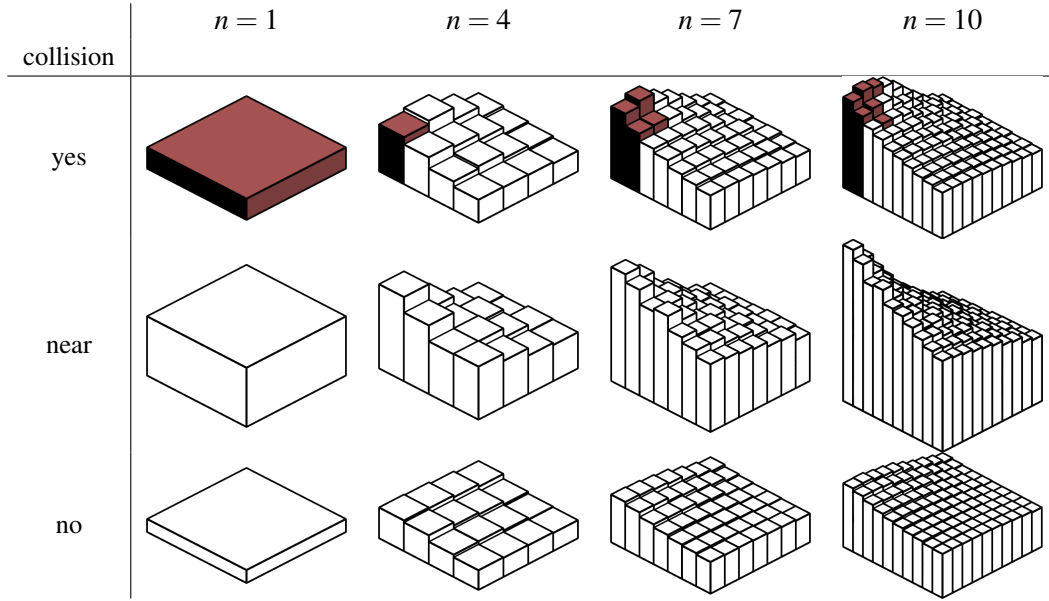 n = 1 n = 4 n = 7 n = 10
collision
yes
near
no